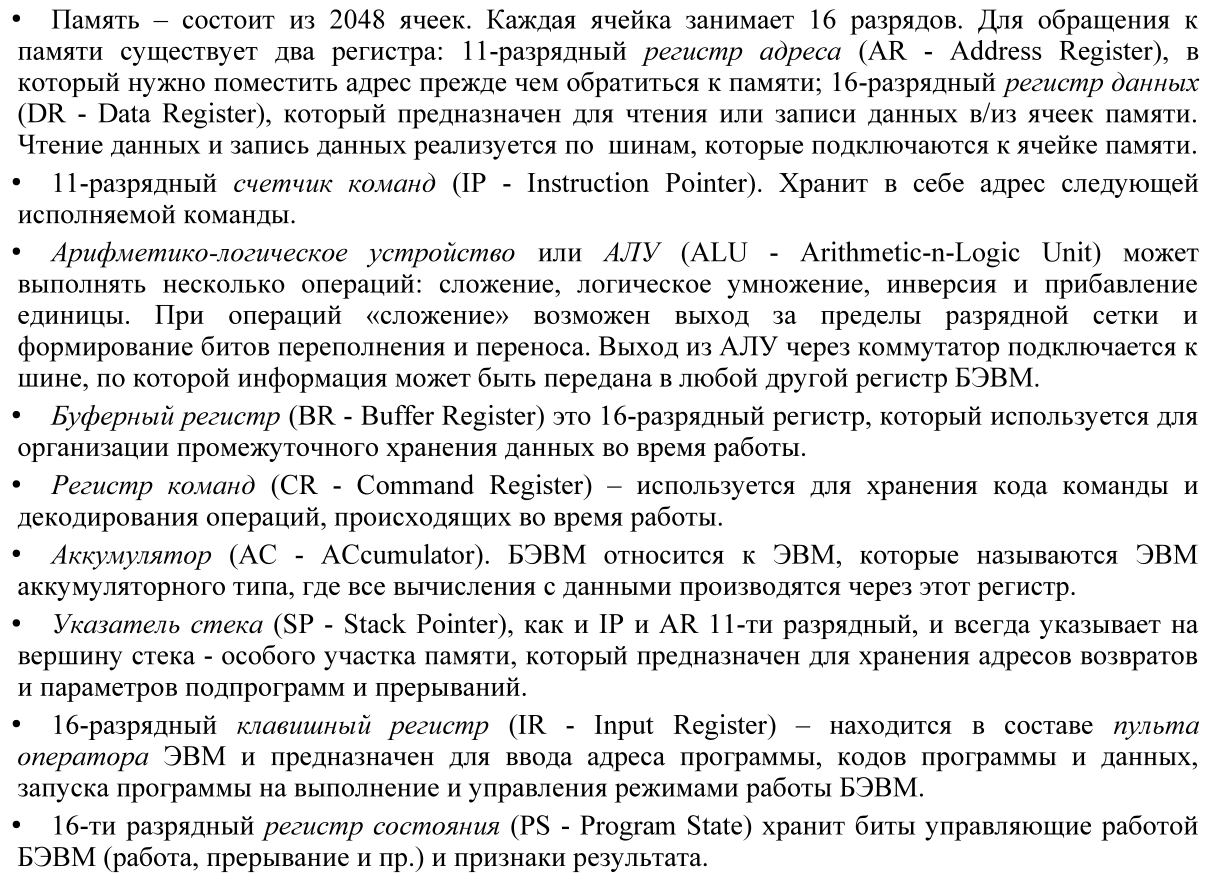 • Память – состоит из 2048 ячеек. Каждая ячейка занимает 16 разрядов. Для обращения к
памяти существует два регистра: 11-разрядный регистр адреса (AR - Address Register), в
который нужно поместить адрес прежде чем обратиться к памяти; 16-разрядный регистр данных
(DR - Data Register), который предназначен для чтения или записи данных в/из ячеек памяти.
Чтение данных и запись данных реализуется по шинам, которые подключаются к ячейке памяти.
• 11-разрядный счетчик команд (IP - Instruction Pointer). Хранит в себе адрес следующей
исполняемой команды.
• Арифметико-логическое устройство или АЛУ (ALU - Arithmetic-n-Logic Unit) может
выполнять несколько операций: сложение, логическое умножение, инверсия и прибавление
единицы. При операций «сложение» возможен выход за пределы разрядной сетки и
формирование битов переполнения и переноса. Выход из АЛУ через коммутатор подключается к
шине, по которой информация может быть передана в любой другой регистр БЭВМ.
• Буферный регистр (BR - Buffer Register) это 16-разрядный регистр, который используется для
организации промежуточного хранения данных во время работы.
• Регистр команд (CR - Command Register) – используется для хранения кода команды и
декодирования операций, происходящих во время работы.
• Аккумулятор (AC - ACcumulator). БЭВМ относится к ЭВМ, которые называются ЭВМ
аккумуляторного типа, где все вычисления с данными производятся через этот регистр.
• Указатель стека (SP - Stack Pointer), как и IP и AR 11-ти разрядный, и всегда указывает на
вершину стека - особого участка памяти, который предназначен для хранения адресов возвратов
и параметров подпрограмм и прерываний.
• 16-разрядный клавишный регистр (IR - Input Register) – находится в составе пульта
оператора ЭВМ и предназначен для ввода адреса программы, кодов программы и данных,
запуска программы на выполнение и управления режимами работы БЭВМ.
• 16-ти разрядный регистр состояния (PS - Program State) хранит биты управляющие работой
БЭВМ (работа, прерывание и пр.) и признаки результата.